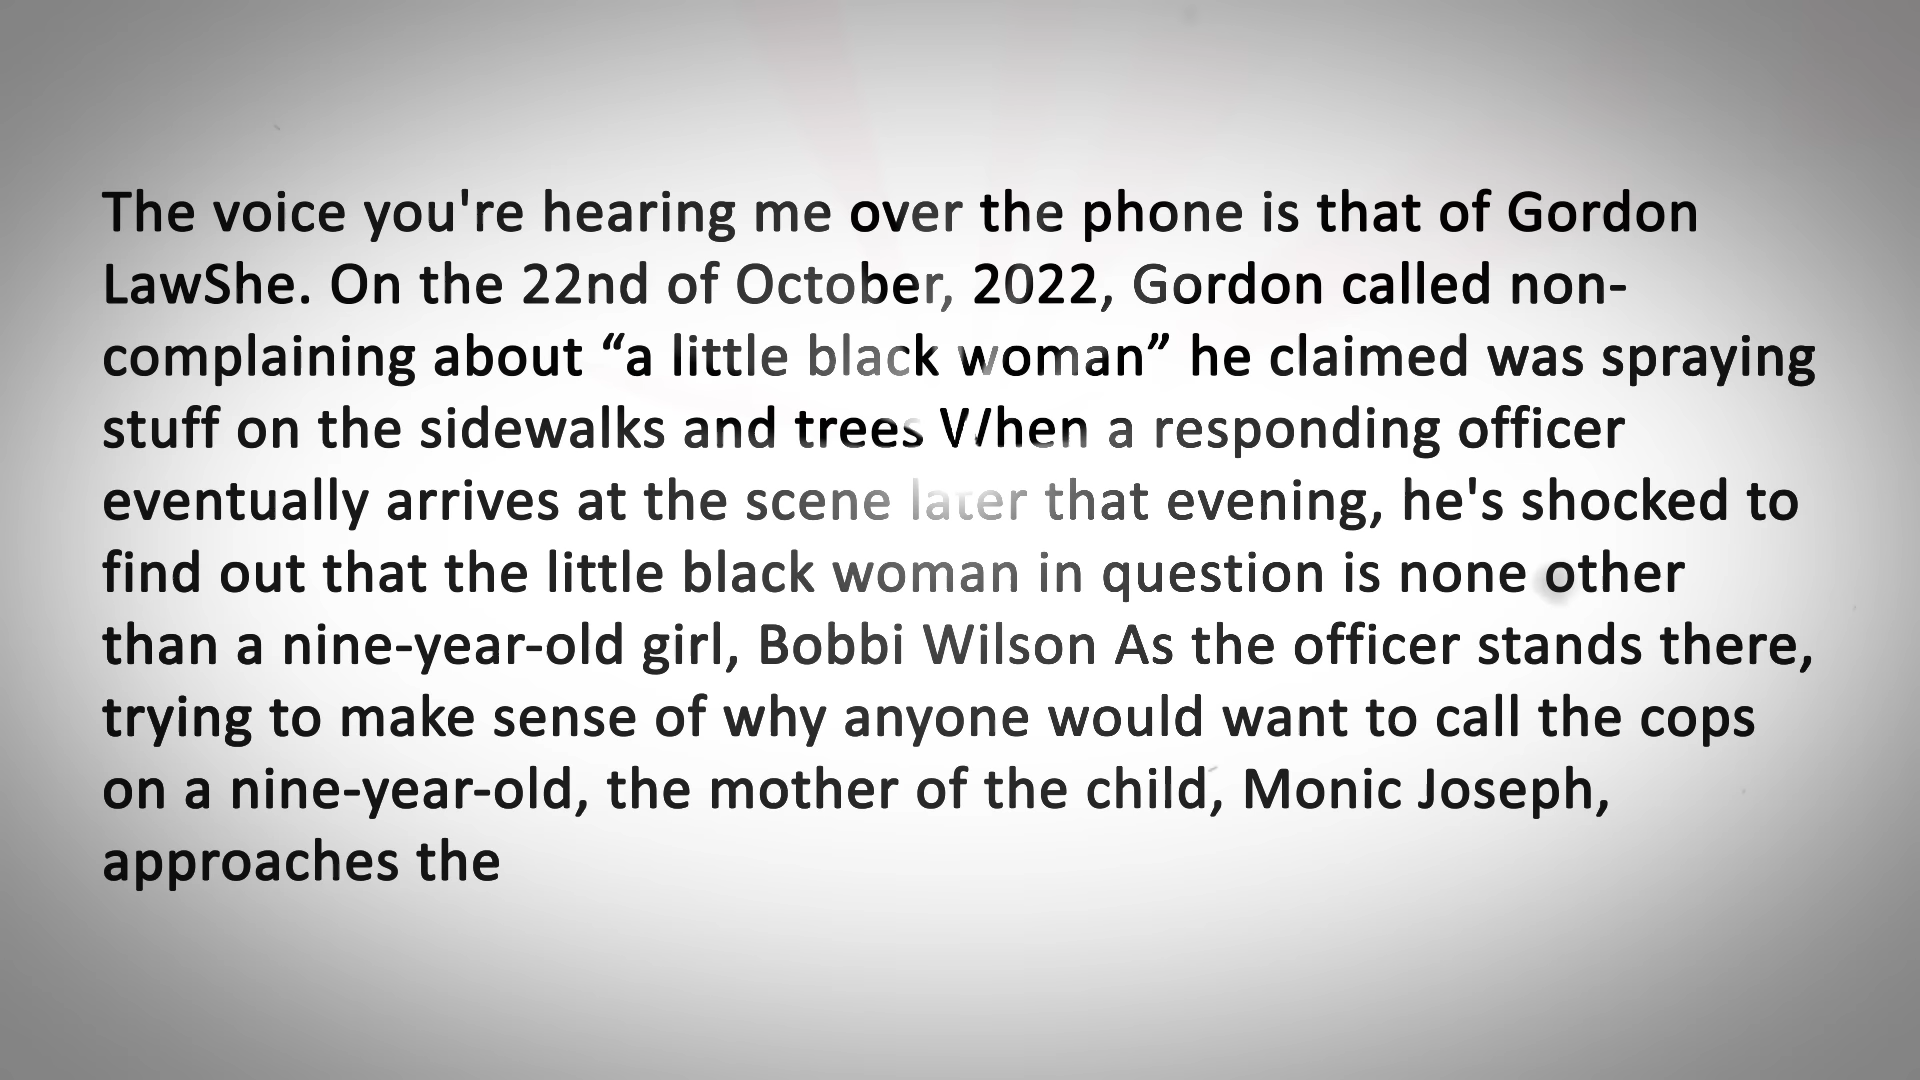 The voice you're hearing me over the phone is that of Gordon
LawShe. On the 22nd of October, 2022, Gordon called non-
complaining about “a little black woman” he claimed was spraying
stuff on the sidewalks and trees When a responding officer
eventually arrives at the scene later that evening, he's shocked to
find out that the little black woman in question is none other
than a nine-year-old girl, Bobbi Wilson As the officer stands there,
trying to make sense of why anyone would want to call the cops
on a nine-year-old, the mother of the child, Monic Joseph,
approaches the